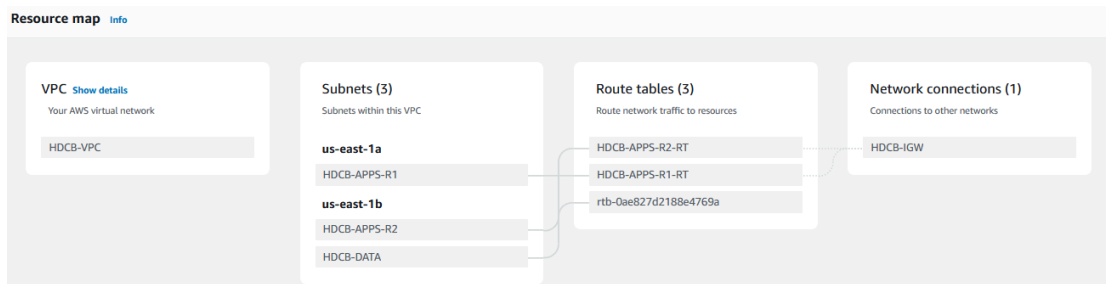 Resource map Info
VPC Show details
Your AWS virtual network
HDCB-VPC
Subnets (3)
Subnets within this VPC
us-east-1a
HDCB-APPS-R1
us-east-1b
HDCB-APPS-R2
HDCB-DATA
Route tables (3)
Route network traffic to resources
HDCB-APPS-R2-RT
HDCB-APPS-R1-RT
rtb-0ae827d2188e4769a
Network connections (1)
Connections to other networks
HDCB-IGW